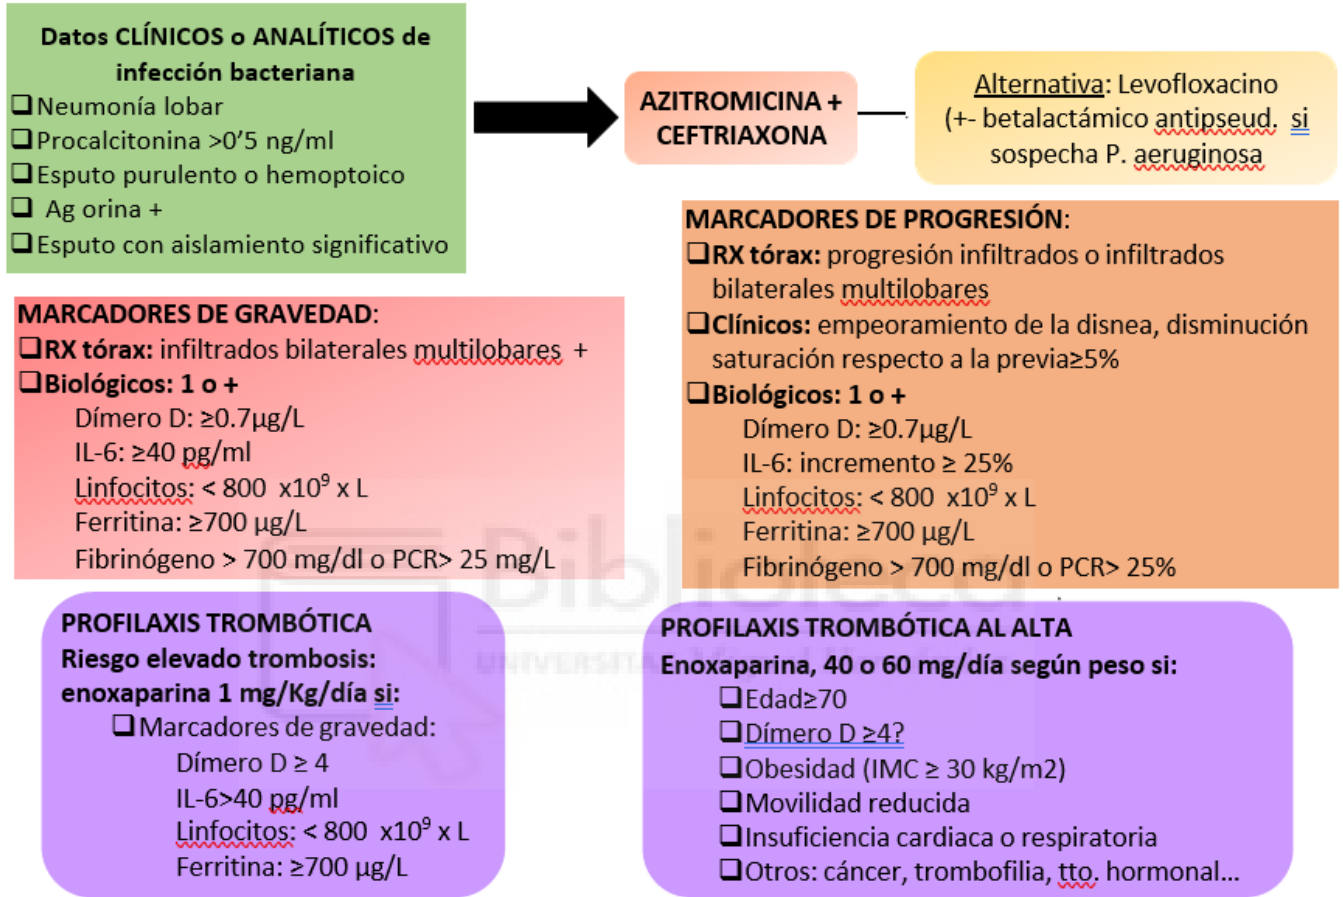 Datos CLÍNICOS o ANALÍTICOS de
infección bacteriana
❑Neumonía lobar
❑Procalcitonina >0’5 ng/ml
❑Esputo purulento o hemoptoico
❑ Ag orina +
❑Esputo con aislamiento significativo
AZITROMICINA +
CEFTRIAXONA
Alternativa: Levofloxacino
(+- betalactámico antipseud. si
sospecha P. aeruginosa
MARCADORES DE GRAVEDAD:
❑RX tórax: infiltrados bilaterales multilobares +
❑Biológicos: 1 o +
Dímero D: ≥0.7µg/L
IL-6: ≥40 pg/ml
Linfocitos: < 800 x10⁹ x L
Ferritina: ≥700 µg/L
Fibrinógeno > 700 mg/dl o PCR> 25 mg/L
MARCADORES DE PROGRESIÓN:
❑RX tórax: progresión infiltrados o infiltrados
bilaterales multilobares
❑Clínicos: empeoramiento de la disnea, disminución
saturación respecto a la previa≥5%
❑Biológicos: 1 o +
Dímero D: ≥0.7µg/L
IL-6: incremento ≥ 25%
Linfocitos: < 800 x10⁹ x L
Ferritina: ≥700 µg/L
Fibrinógeno > 700 mg/dl o PCR> 25%
PROFILAXIS TROMBÓTICA
Riesgo elevado trombosis:
enoxaparina 1 mg/Kg/día si:
❑Marcadores de gravedad:
Dímero D ≥ 4
IL-6>40 pg/ml
Linfocitos: < 800 x10⁹ x L
Ferritina: ≥700 µg/L
PROFILAXIS TROMBÓTICA AL ALTA
Enoxaparina, 40 o 60 mg/día según peso si:
❑Edad≥70
❑Dímero D ≥4?
❑Obesidad (IMC ≥ 30 kg/m2)
❑Movilidad reducida
❑Insuficiencia cardiaca o respiratoria
❑Otros: cáncer, trombofilia, tto. hormonal...
Biblioteca
UNIVERSITAS Miguel Hernández